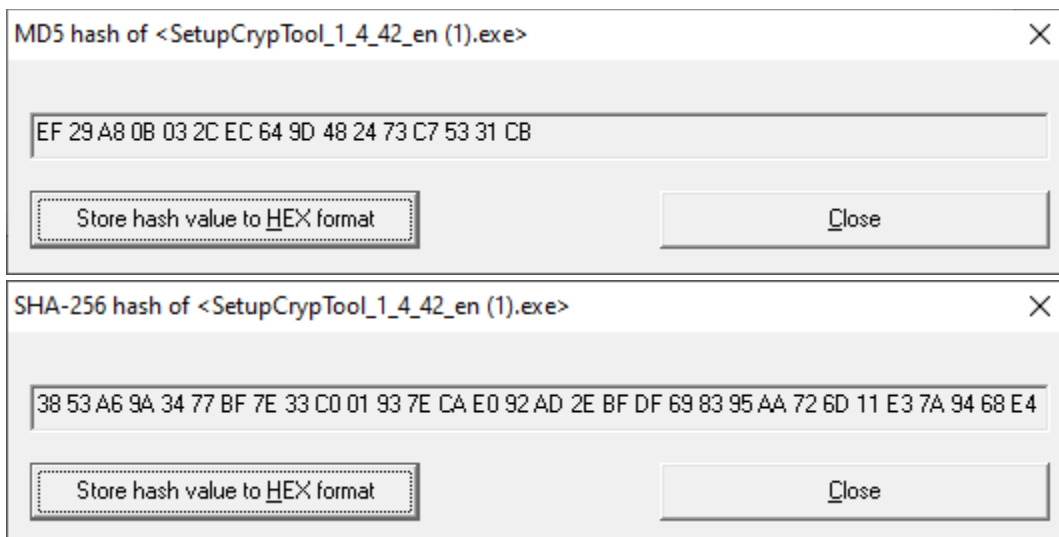 MD5 hash of <SetupCrypTool_1_4_42_en (1).exe>
EF 29 A8 0B 03 2C EC 64 9D 48 24 73 C7 53 31 CB
Store hash value to HEX format
Close
SHA-256 hash of <SetupCrypTool_1_4_42_en (1).exe>
38 53 A6 9A 34 77 BF 7E 33 C0 01 93 7E CA E0 92 AD 2E BF DF 69 83 95 AA 72 6D 11 E3 7A 94 68 E4
Store hash value to HEX format
Close